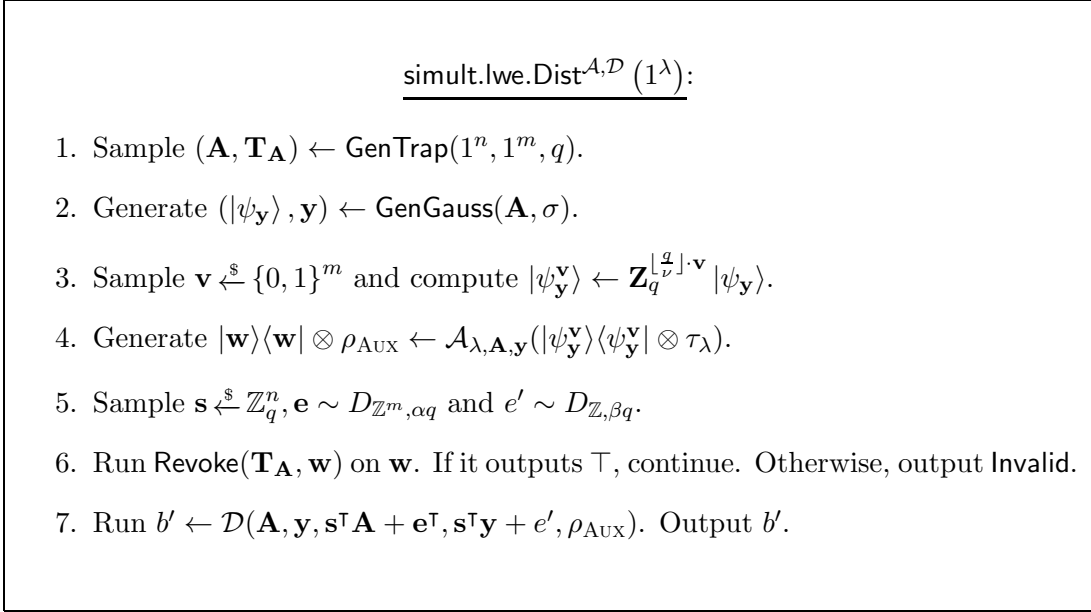 simult.lwe.Dist^{𝒜,𝒟} (1^λ):
1. Sample (𝐀, 𝐓_𝐀) ← GenTrap(1^n, 1^m, q).
2. Generate (|ψ_𝐲⟩, 𝐲) ← GenGauss(𝐀, σ).
3. Sample 𝐯 ←$ {0, 1}^m and compute |ψ_𝐲^𝐯⟩ ← 𝐙_q^{⌊q/ν⌋·𝐯} |ψ_𝐲⟩.
4. Generate |𝐰⟩⟨𝐰| ⊗ ρ_AUX ← 𝒜_{λ,𝐀,𝐲}(|ψ_𝐲^𝐯⟩⟨ψ_𝐲^𝐯| ⊗ τ_λ).
5. Sample 𝐬 ←$ ℤ_q^n, 𝐞 ∼ D_{ℤ^m,αq} and e′ ∼ D_{ℤ,βq}.
6. Run Revoke(𝐓_𝐀, 𝐰) on 𝐰. If it outputs ⊤, continue. Otherwise, output Invalid.
7. Run b′ ← 𝒟(𝐀, 𝐲, 𝐬^⊺𝐀 + 𝐞^⊺, 𝐬^⊺𝐲 + e′, ρ_AUX). Output b′.